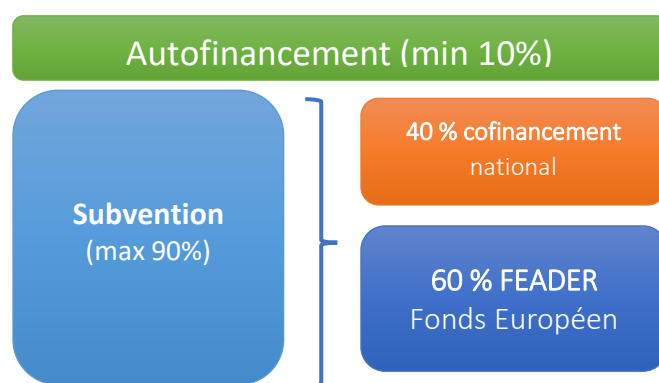 Autofinancement (min 10%)
Subvention
(max 90%)
40 % cofinancement
national
60 % FEADER
Fonds Européen